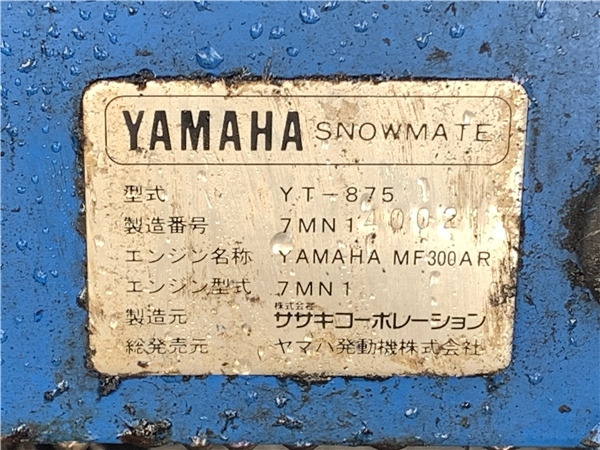 YAMAHA SNOWMATE
型式 YT-875
製造番号 7MN1 40021
エンジン名称 YAMAHA MF300AR
エンジン型式 7MN1
製造元 株式会社 ササキコーポレーション
総発売元 ヤマハ発動機株式会社